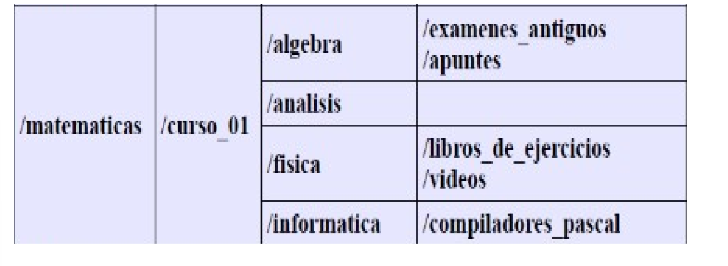 /matematicas
/curso_01
/algebra
/examenes_antiguos
/apuntes
/analisis
/fisica
/libros_de_ejercicios
/videos
/informatica
/compiladores_pascal